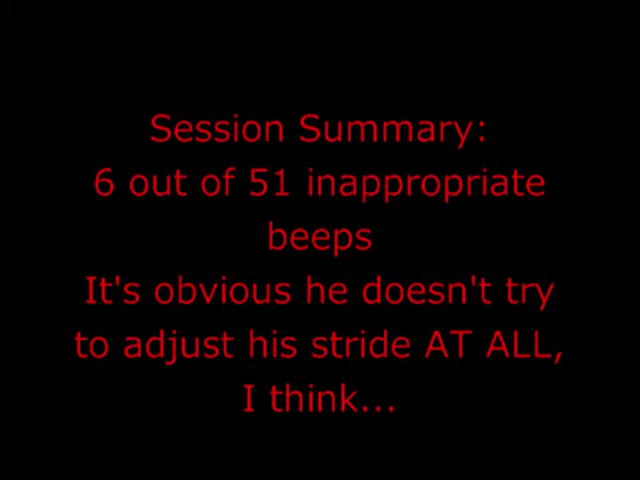 Session Summary:
6 out of 51 inappropriate
beeps
It's obvious he doesn't try
to adjust his stride AT ALL,
I think...